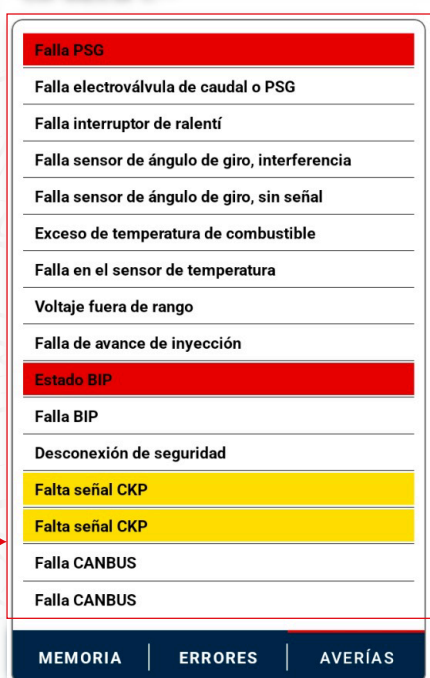 Falla PSG
Falla electroválvula de caudal o PSG
Falla interruptor de ralentí
Falla sensor de ángulo de giro, interferencia
Falla sensor de ángulo de giro, sin señal
Exceso de temperatura de combustible
Falla en el sensor de temperatura
Voltaje fuera de rango
Falla de avance de inyección
Estado BIP
Falla BIP
Desconexión de seguridad
Falta señal CKP
Falta señal CKP
Falla CANBUS
Falla CANBUS
MEMORIA ERRORES AVERÍAS